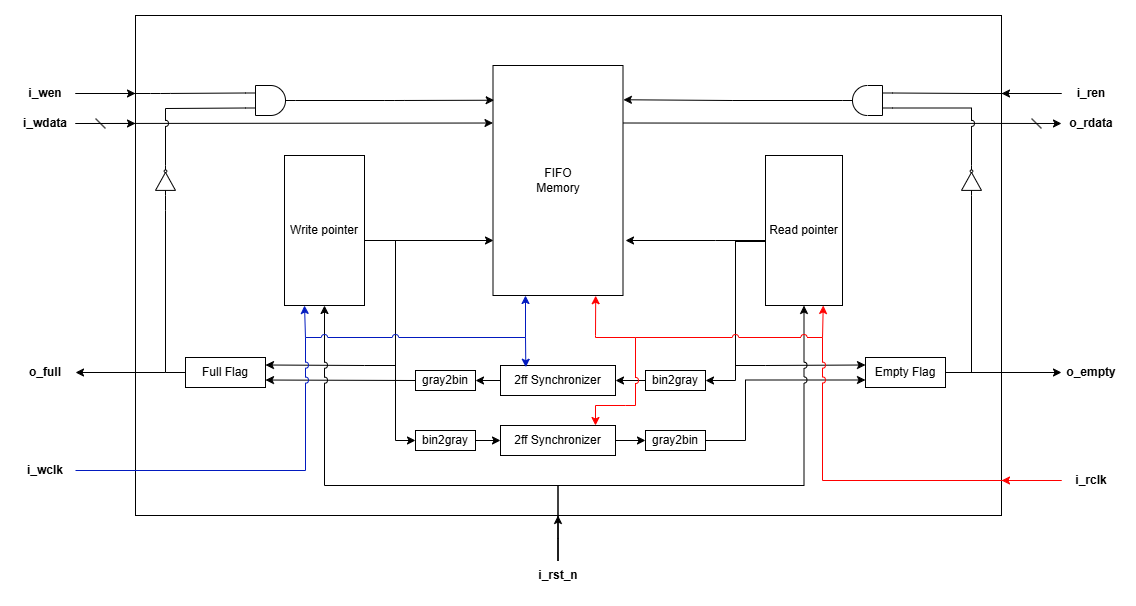 i_wen
i_ren
i_wdata
o_rdata
FIFO
Memory
Write pointer
Read pointer
o_full
Full Flag
gray2bin
2ff Synchronizer
bin2gray
Empty Flag
o_empty
bin2gray
2ff Synchronizer
gray2bin
i_wclk
i_rclk
i_rst_n